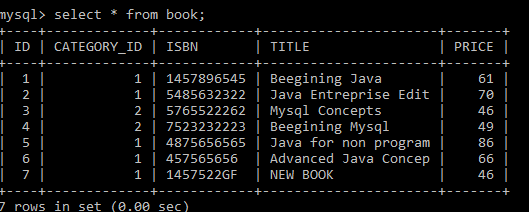 mysql> select * from book;
+----+-------------+------------+----------------------+-------+
| ID | CATEGORY_ID | ISBN | TITLE | PRICE |
+----+-------------+------------+----------------------+-------+
| 1 | 1 | 1457896545 | Beegining Java | 61 |
| 2 | 1 | 5485632322 | Java Entreprise Edit | 70 |
| 3 | 2 | 5765522262 | Mysql Concepts | 46 |
| 4 | 2 | 7523232223 | Beegining Mysql | 49 |
| 5 | 1 | 4875656565 | Java for non program | 86 |
| 6 | 1 | 457565656 | Advanced Java Concep | 66 |
| 7 | 1 | 1457522GF | NEW BOOK | 46 |
+----+-------------+------------+----------------------+-------+
7 rows in set (0.00 sec)